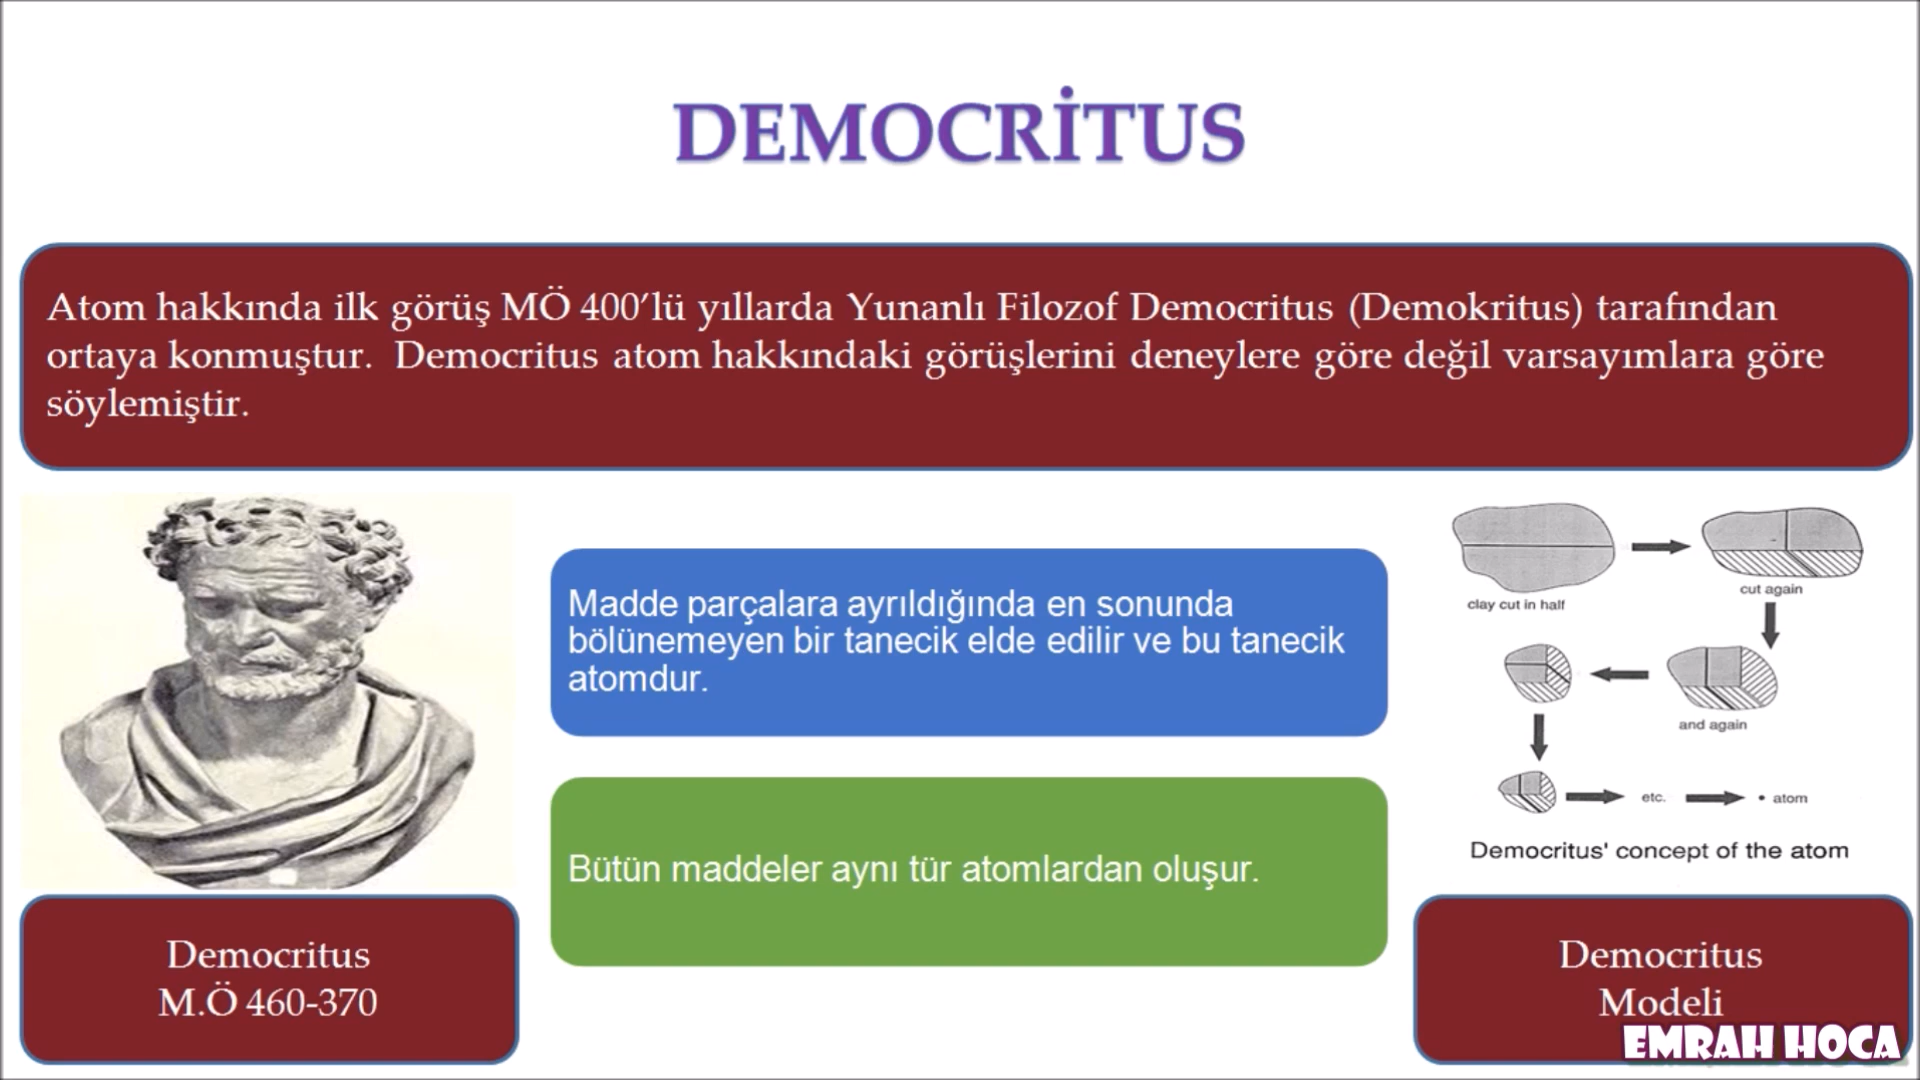 DEMOCRİTUS
Atom hakkında ilk görüş MÖ 400’lü yıllarda Yunanlı Filozof Democritus (Demokritus) tarafından
ortaya konmuştur. Democritus atom hakkındaki görüşlerini deneylere göre değil varsayımlara göre
söylemiştir.
Madde parçalara ayrıldığında en sonunda
bölünemeyen bir tanecik elde edilir ve bu tanecik
atomdur.
Bütün maddeler aynı tür atomlardan oluşur.
clay cut in half
cut again
and again
etc.
• atom
Democritus' concept of the atom
Democritus
M.Ö 460-370
Democritus
Modeli
EMRAH HOCA